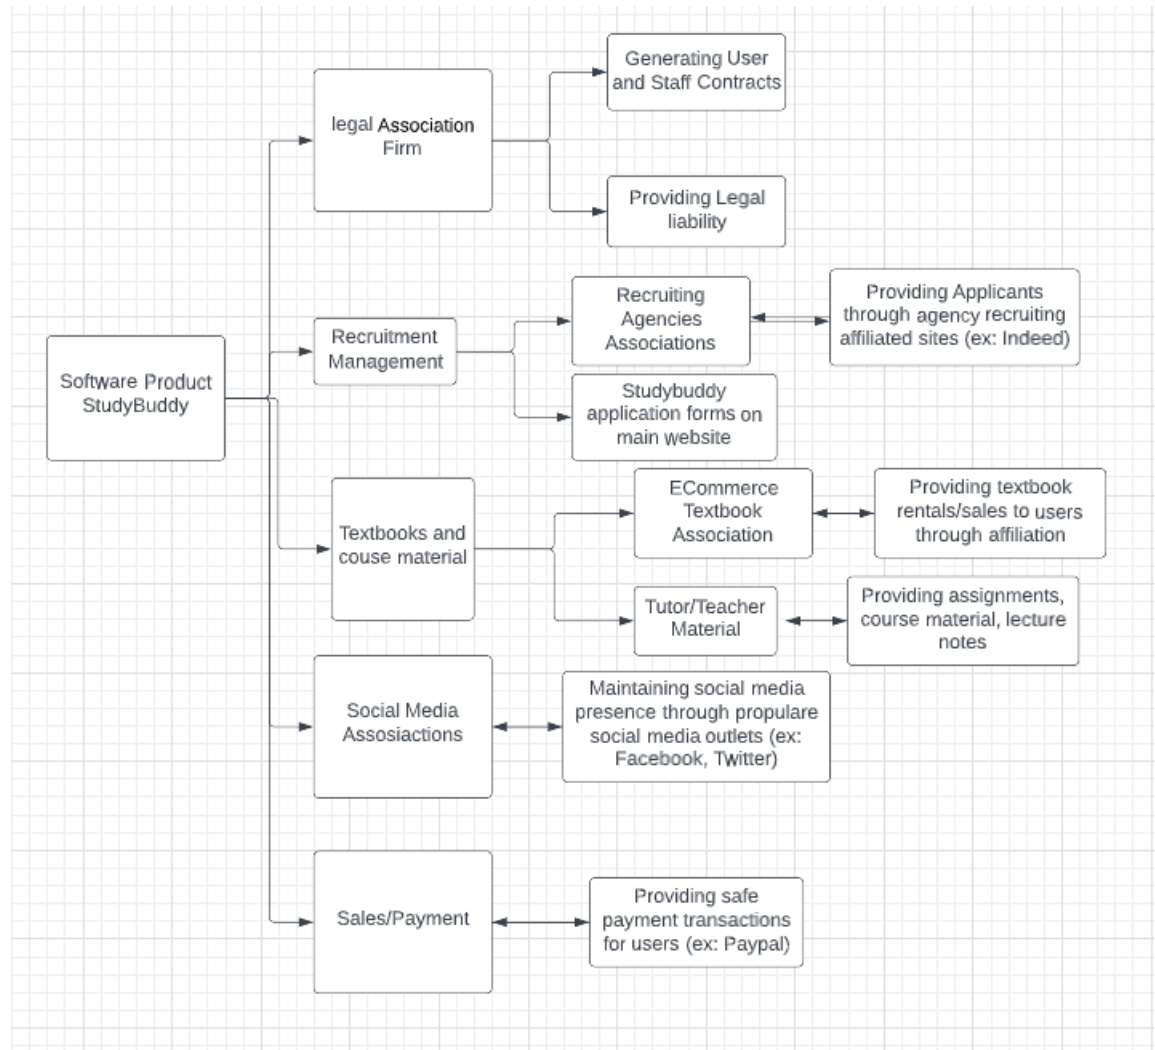 Generating User
and Staff Contracts
legal Association
Firm
Providing Legal
liability
Recruiting
Agencies
Associations
Providing Applicants
through agency recruiting
affiliated sites (ex: Indeed)
Recruitment
Management
Software Product
StudyBuddy
Studybuddy
application forms on
main website
ECommerce
Textbook
Association
Providing textbook
rentals/sales to users
through affiliation
Textbooks and
couse material
Tutor/Teacher
Material
Providing assignments,
course material, lecture
notes
Social Media
Assosiactions
Maintaining social media
presence through propulare
social media outlets (ex:
Facebook, Twitter)
Sales/Payment
Providing safe
payment transactions
for users (ex: Paypal)